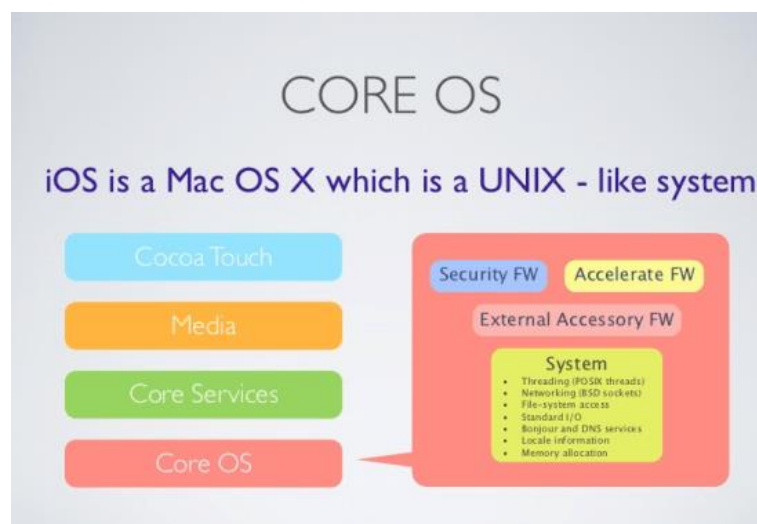 CORE OS
iOS is a Mac OS X which is a UNIX - like system
Cocoa Touch
Media
Core Services
Core OS
Security FW
Accelerate FW
External Accessory FW
System
• Threading (POSIX threads)
• Networking (BSD sockets)
• File-system access
• Standard I/O
• Bonjour and DNS services
• Locale information
• Memory allocation